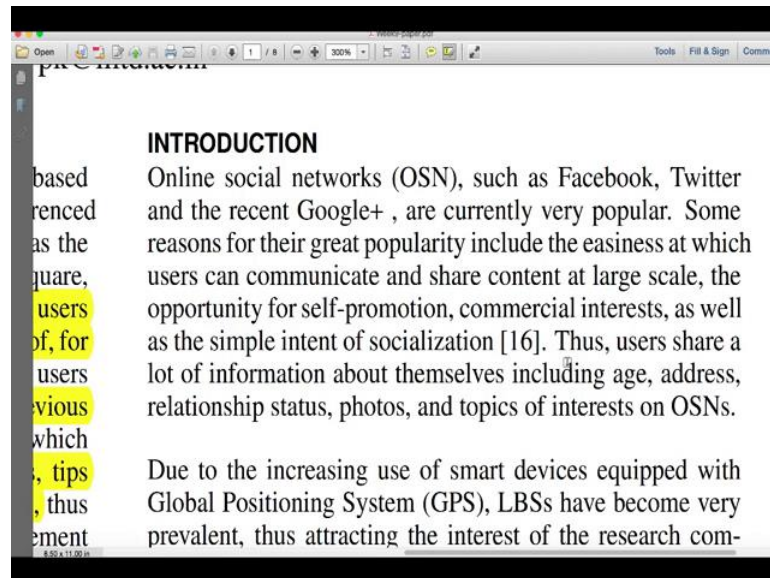 Week5-paper.pdf
Open 1 / 8 300% Tools Fill & Sign
INTRODUCTION
Online social networks (OSN), such as Facebook, Twitter
and the recent Google+ , are currently very popular. Some
reasons for their great popularity include the easiness at which
users can communicate and share content at large scale, the
opportunity for self-promotion, commercial interests, as well
as the simple intent of socialization [16]. Thus, users share a
lot of information about themselves including age, address,
relationship status, photos, and topics of interests on OSNs.
Due to the increasing use of smart devices equipped with
Global Positioning System (GPS), LBSs have become very
prevalent, thus attracting the interest of the research com-
based
renced
as the
quare,
users
of, for
users
evious
which
, tips
, thus
ement
8.50 x 11.00 in